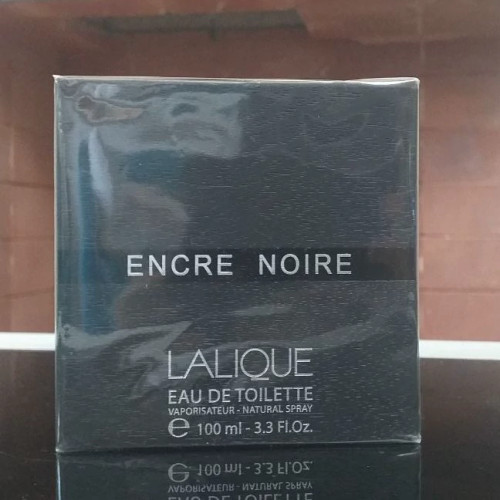 ENCRE NOIRE
LALIQUE
EAU DE TOILETTE
VAPORISATEUR - NATURAL SPRAY
℮ 100 ml - 3.3 Fl.Oz.